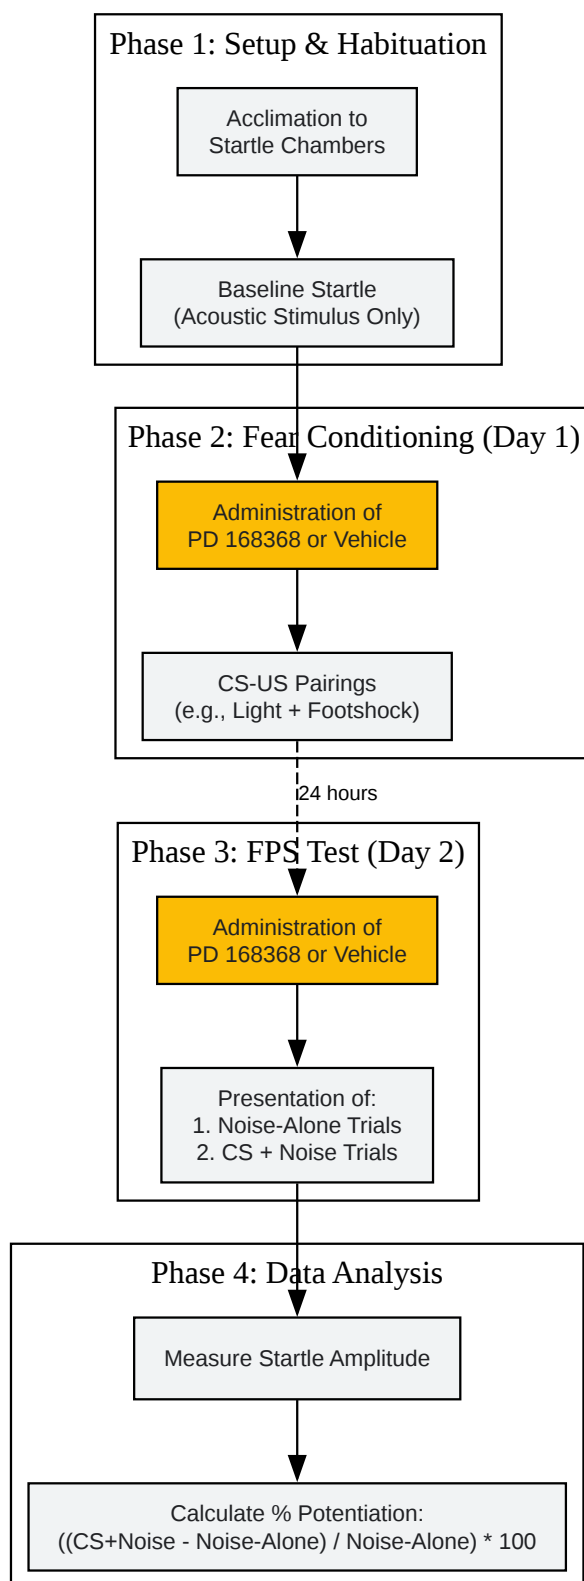 Phase 1: Setup & Habituation
Acclimation to
Startle Chambers
Baseline Startle
(Acoustic Stimulus Only)
Phase 2: Fear Conditioning (Day 1)
Administration of
PD 168368 or Vehicle
CS-US Pairings
(e.g., Light + Footshock)
24 hours
Phase 3: FPS Test (Day 2)
Administration of
PD 168368 or Vehicle
Presentation of:
1. Noise-Alone Trials
2. CS + Noise Trials
Phase 4: Data Analysis
Measure Startle Amplitude
Calculate % Potentiation:
((CS+Noise - Noise-Alone) / Noise-Alone) * 100